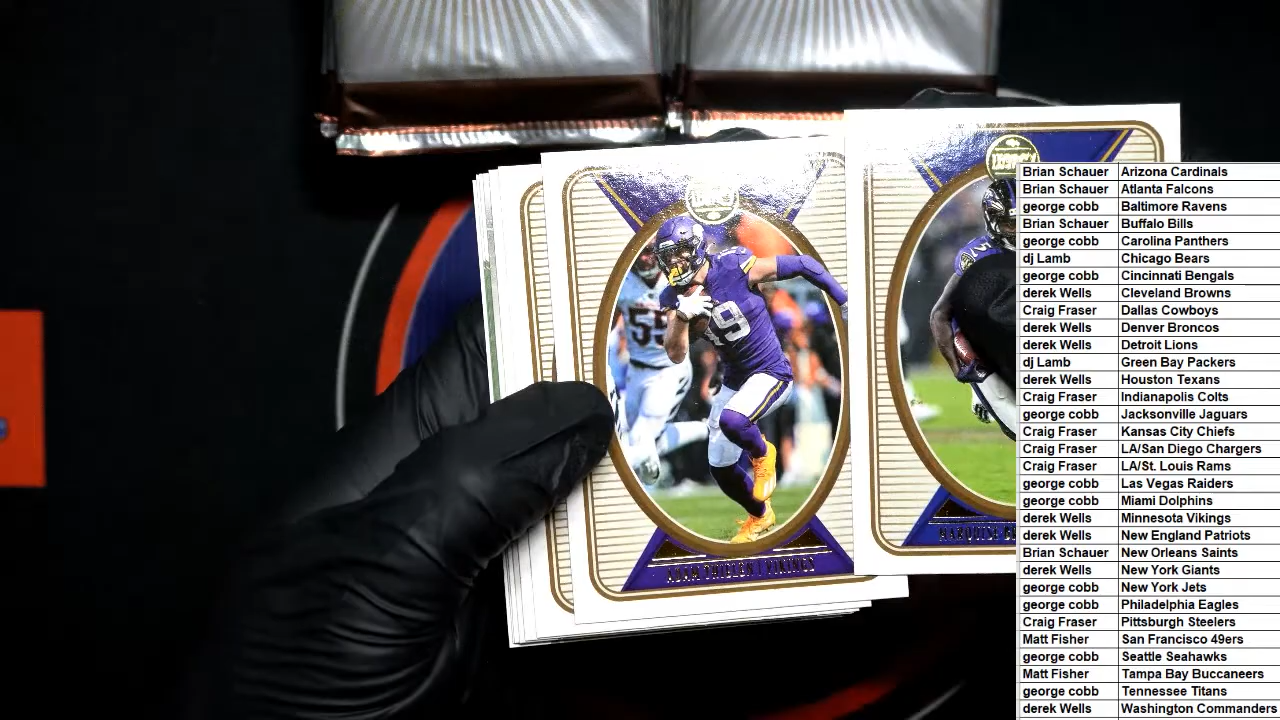 LEGACY
ADAM THIELEN | VIKINGS
MARQUISE
19
55
Brian Schauer Arizona Cardinals
Brian Schauer Atlanta Falcons
george cobb Baltimore Ravens
Brian Schauer Buffalo Bills
george cobb Carolina Panthers
dj Lamb Chicago Bears
george cobb Cincinnati Bengals
derek Wells Cleveland Browns
Craig Fraser Dallas Cowboys
derek Wells Denver Broncos
derek Wells Detroit Lions
dj Lamb Green Bay Packers
derek Wells Houston Texans
Craig Fraser Indianapolis Colts
george cobb Jacksonville Jaguars
Craig Fraser Kansas City Chiefs
Craig Fraser LA/San Diego Chargers
Craig Fraser LA/St. Louis Rams
george cobb Las Vegas Raiders
george cobb Miami Dolphins
derek Wells Minnesota Vikings
derek Wells New England Patriots
Brian Schauer New Orleans Saints
derek Wells New York Giants
george cobb New York Jets
george cobb Philadelphia Eagles
Craig Fraser Pittsburgh Steelers
Matt Fisher San Francisco 49ers
george cobb Seattle Seahawks
Matt Fisher Tampa Bay Buccaneers
george cobb Tennessee Titans
derek Wells Washington Commanders